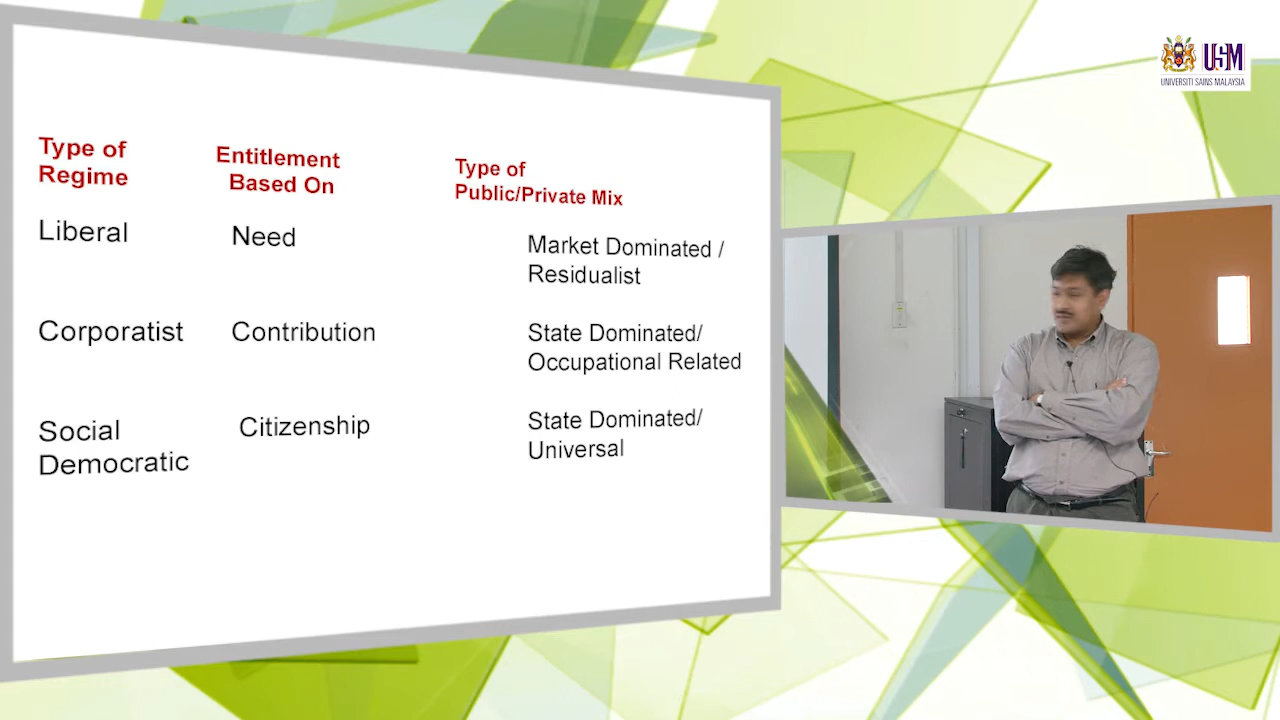 USM
UNIVERSITI SAINS MALAYSIA
Type of
Regime
Entitlement
Based On
Type of
Public/Private Mix
Liberal
Need
Market Dominated /
Residualist
Corporatist
Contribution
State Dominated/
Occupational Related
Social
Democratic
Citizenship
State Dominated/
Universal